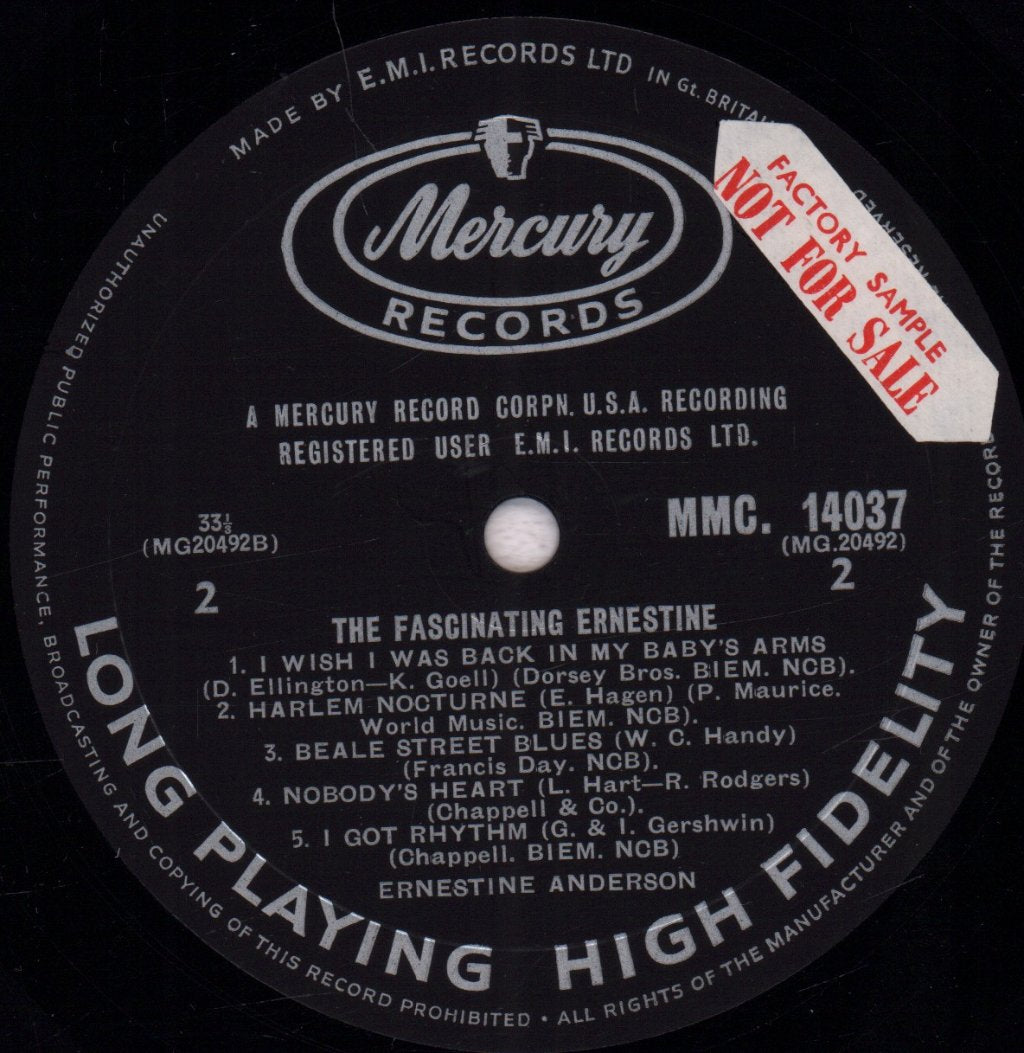 MADE BY E.M.I. RECORDS LTD IN Gt. BRITAI
Mercury
RECORDS
FACTORY SAMPLE
NOT FOR SALE
RESERVED
A MERCURY RECORD CORPN. U.S.A. RECORDING
REGISTERED USER E.M.I. RECORDS LTD.
33⅓
(MG20492B)
2
MMC. 14037
(MG.20492)
2
THE FASCINATING ERNESTINE
1. I WISH I WAS BACK IN MY BABY'S ARMS
(D. Ellington—K. Goell) (Dorsey Bros. BIEM. NCB).
2. HARLEM NOCTURNE (E. Hagen) (P. Maurice.
World Music. BIEM. NCB).
3. BEALE STREET BLUES (W. C. Handy)
(Francis Day. NCB).
4. NOBODY'S HEART (L. Hart—R. Rodgers)
(Chappell & Co.).
5. I GOT RHYTHM (G. & I. Gershwin)
(Chappell. BIEM. NCB)
ERNESTINE ANDERSON
LONG PLAYING HIGH FIDELITY
UNAUTHORIZED PUBLIC PERFORMANCE, BROADCASTING AND COPYING OF THIS RECORD PROHIBITED • ALL RIGHTS OF THE MANUFACTURER AND OF THE OWNER OF THE RECOR